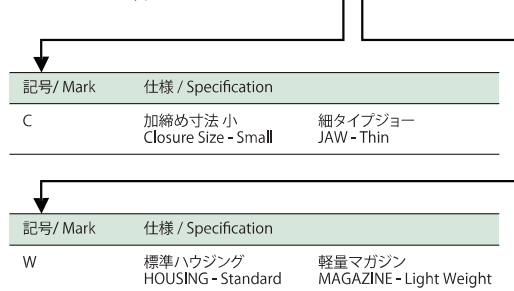 記号/ Mark 仕様 / Specification
C 加締め寸法 小 細タイプジョー
Closure Size - Small JAW - Thin
記号/ Mark 仕様 / Specification
W 標準ハウジング 軽量マガジン
HOUSING - Standard MAGAZINE - Light Weight